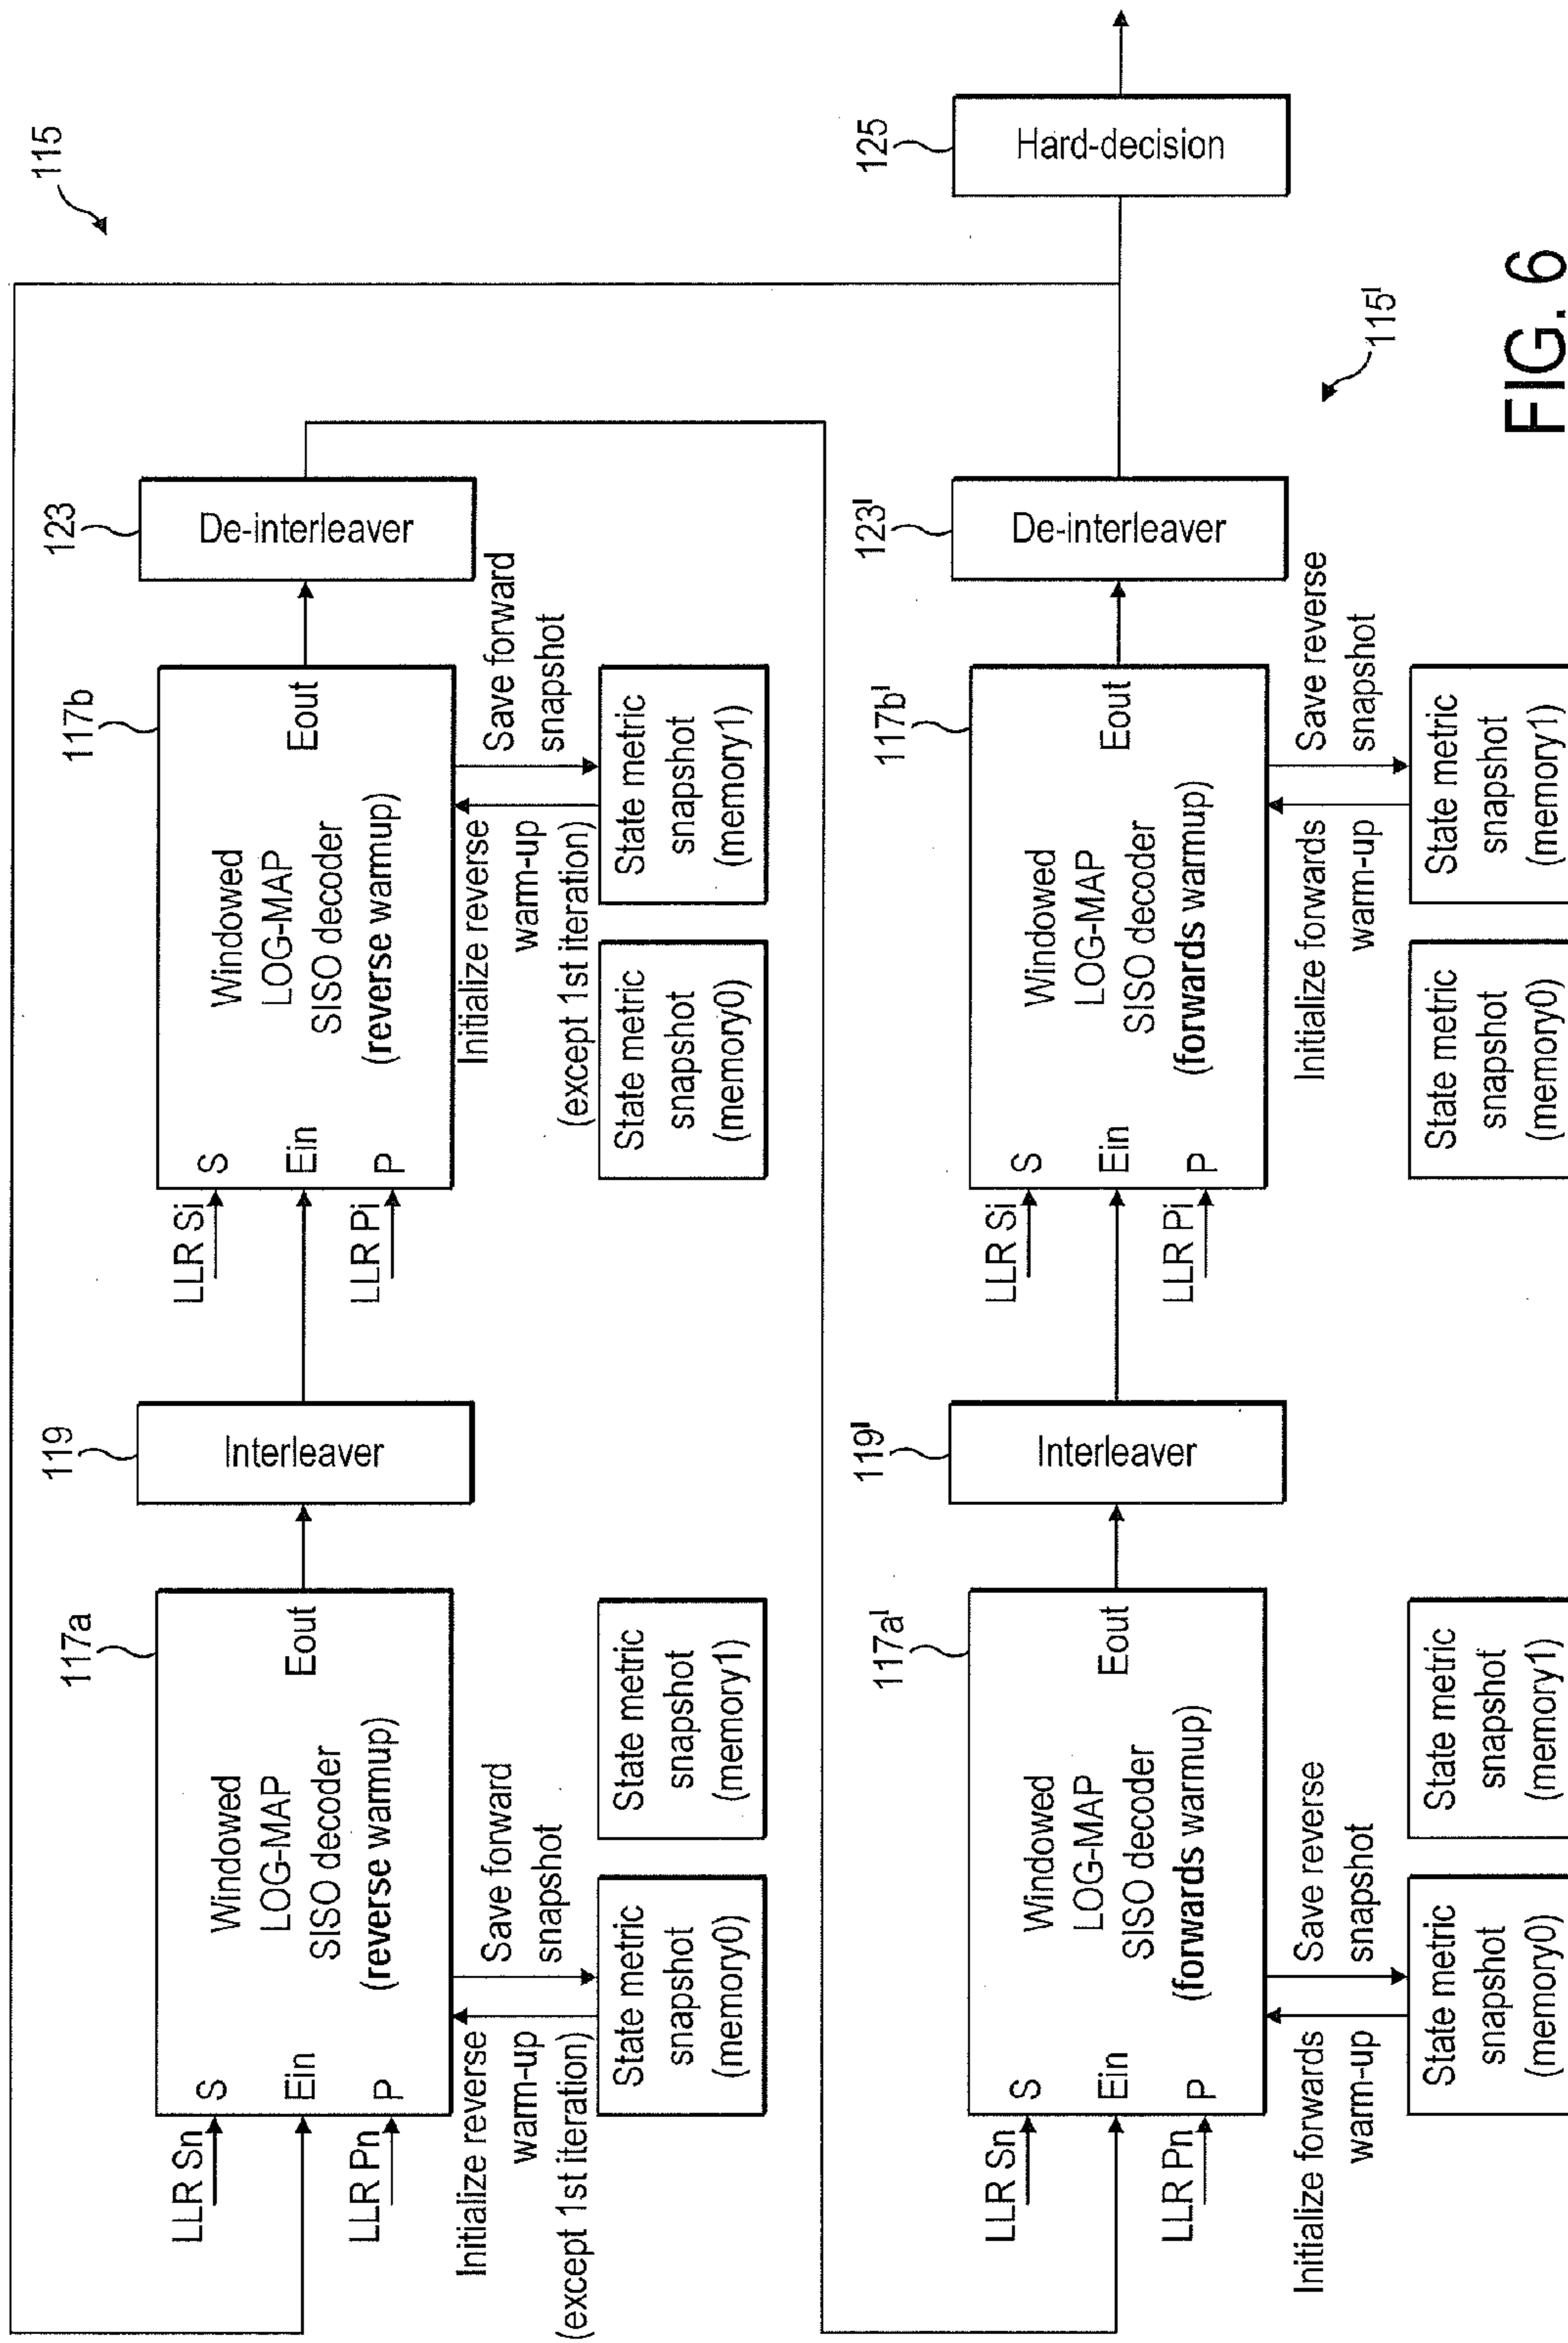 115
117a
Windowed
LOG-MAP
SISO decoder
(reverse warmup)
S
Ein
P
Eout
LLR Sn
LLR Pn
Initialize reverse
warm-up
(except 1st iteration)
Save forward
snapshot
State metric
snapshot
(memory0)
State metric
snapshot
(memory1)
119
Interleaver
117b
Windowed
LOG-MAP
SISO decoder
(reverse warmup)
S
Ein
P
Eout
LLR Si
LLR Pi
Initialize reverse
warm-up
(except 1st iteration)
Save forward
snapshot
State metric
snapshot
(memory0)
State metric
snapshot
(memory1)
123
De-interleaver
117a'
Windowed
LOG-MAP
SISO decoder
(forwards warmup)
S
Ein
P
Eout
LLR Sn
LLR Pn
Initialize forwards
warm-up
Save reverse
snapshot
State metric
snapshot
(memory0)
State metric
snapshot
(memory1)
119'
Interleaver
117b'
Windowed
LOG-MAP
SISO decoder
(forwards warmup)
S
Ein
P
Eout
LLR Si
LLR Pi
Initialize forwards
warm-up
Save reverse
snapshot
State metric
snapshot
(memory0)
State metric
snapshot
(memory1)
123'
De-interleaver
125
Hard-decision
115'
FIG. 6